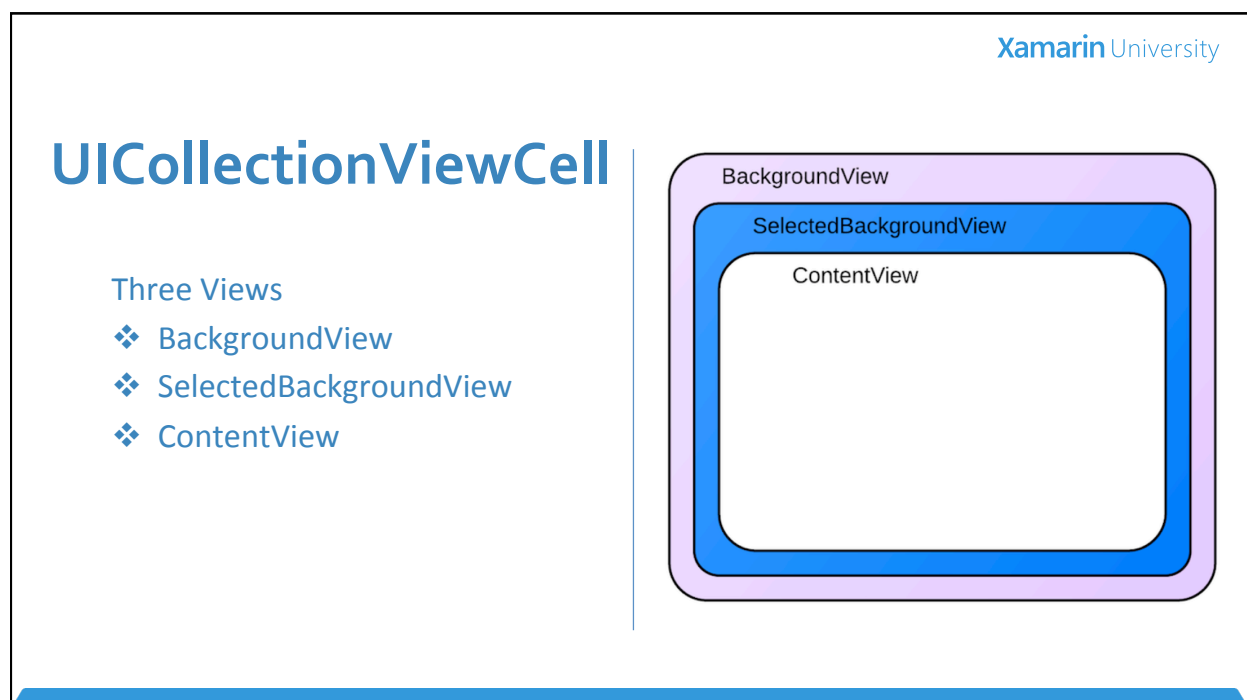 Xamarin University
UICollectionViewCell
Three Views
❖ BackgroundView
❖ SelectedBackgroundView
❖ ContentView
BackgroundView
SelectedBackgroundView
ContentView